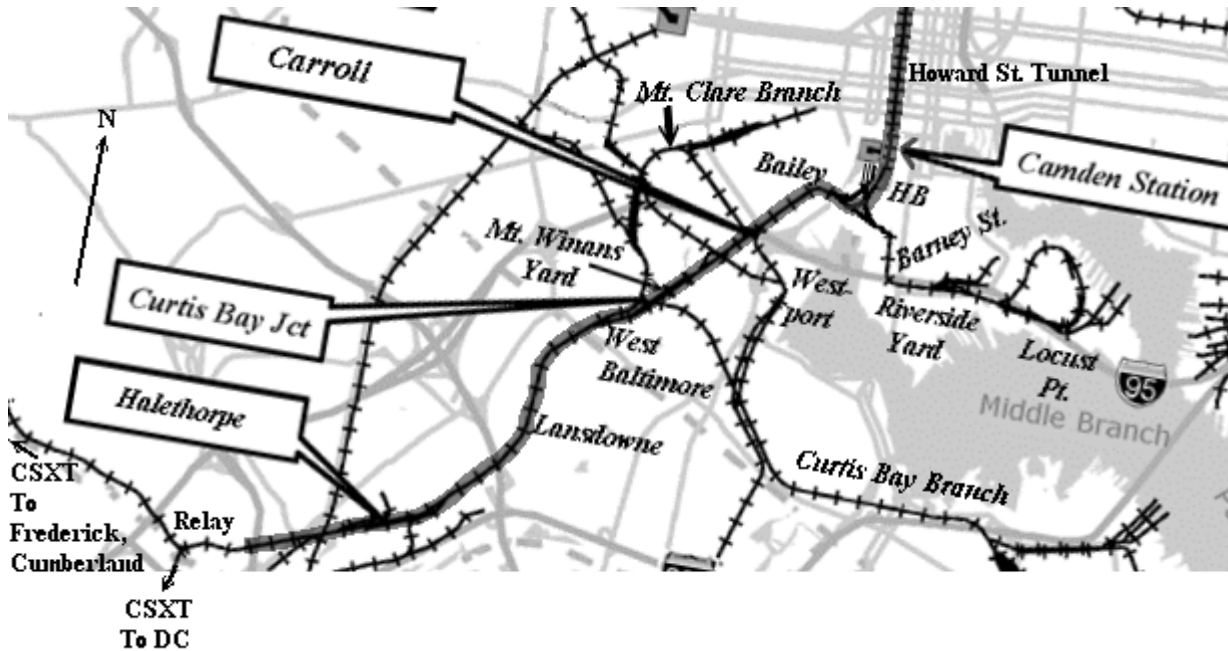 Carroll
Howard St. Tunnel
Mt. Clare Branch
N
Camden Station
Bailey
HB
Barney St.
Mt. Winans
Yard
West-
port
Curtis Bay Jct
Riverside
Yard
Locust
Pt.
West
Baltimore
95
Middle Branch
Halethorpe
Lansdowne
Curtis Bay Branch
CSXT
To
Frederick,
Cumberland
Relay
CSXT
To DC